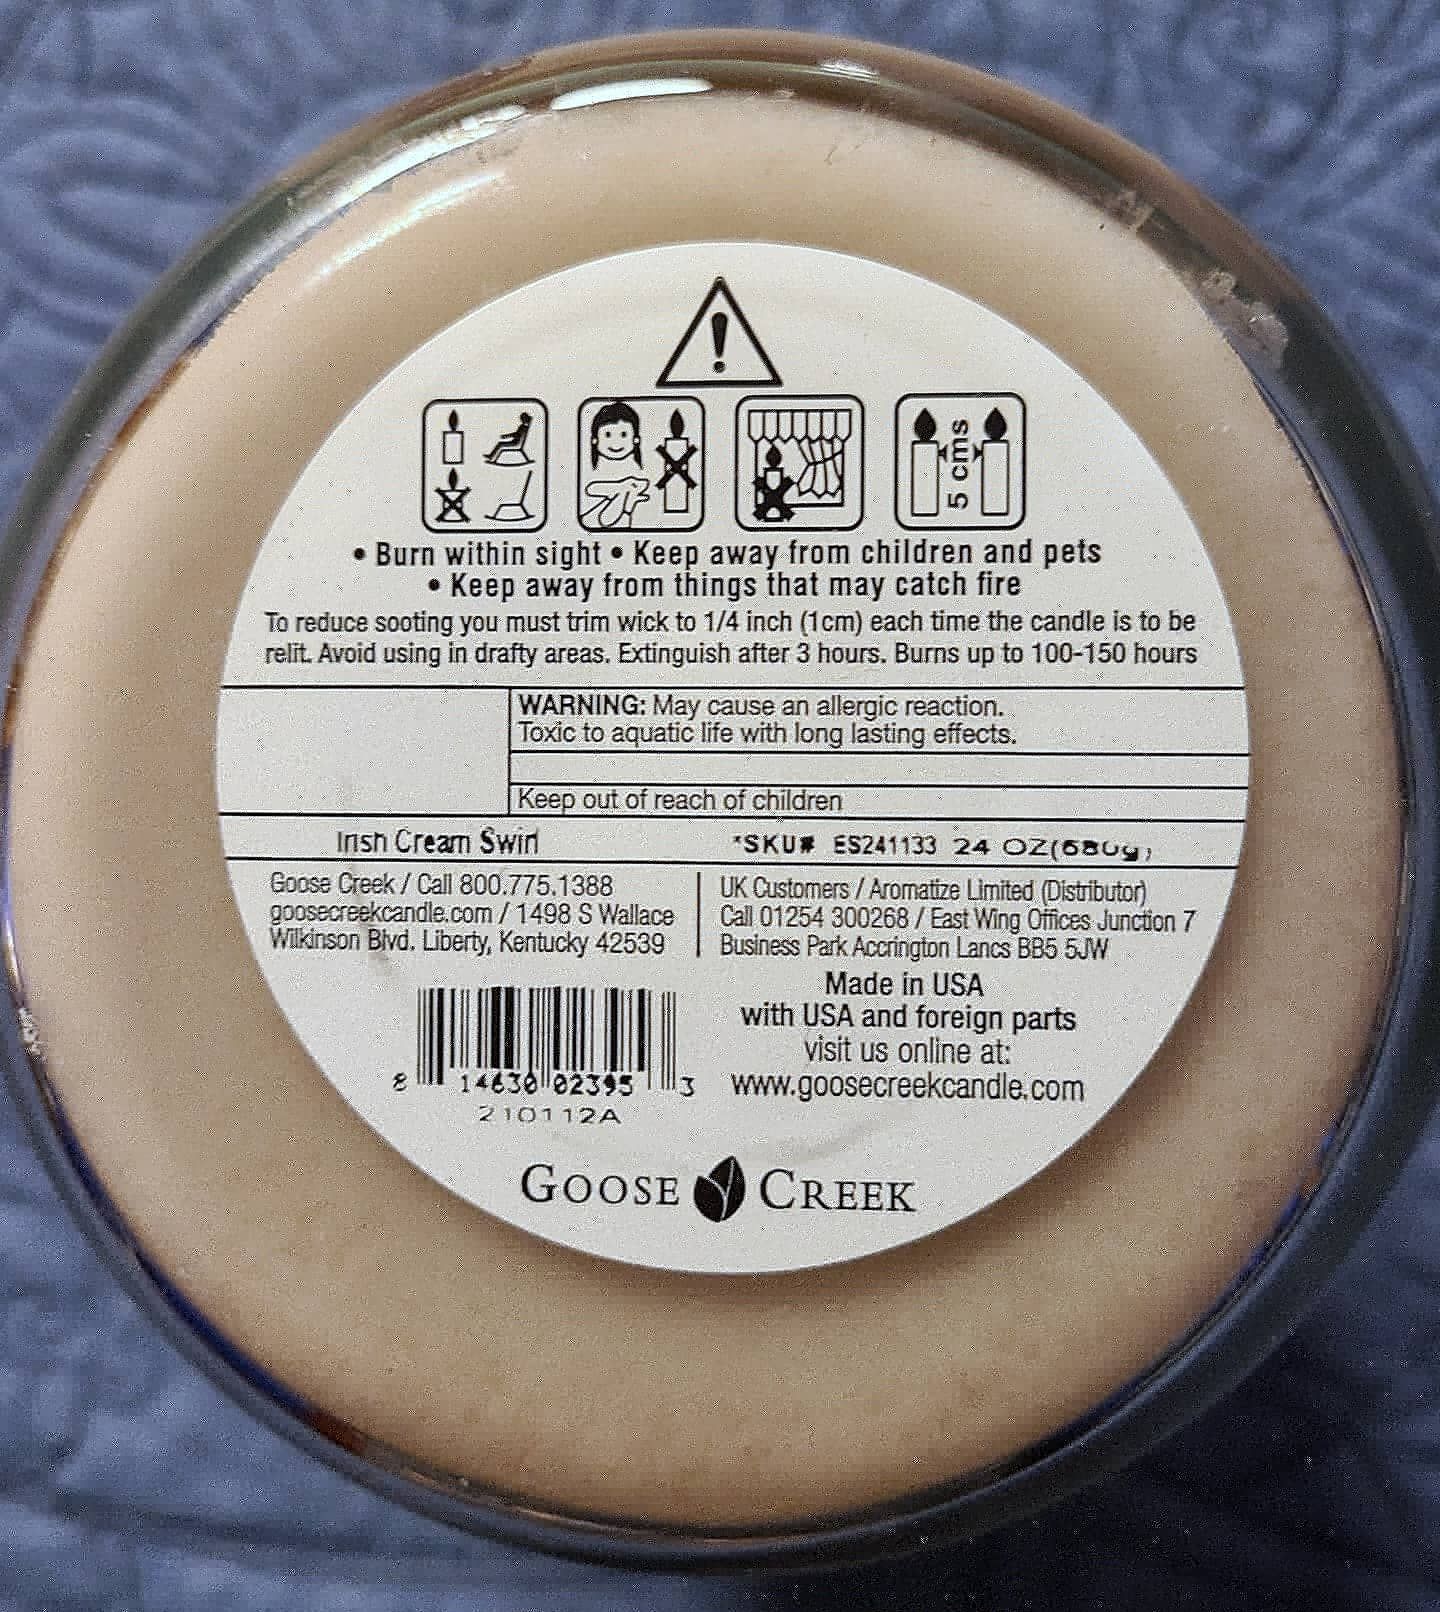 !
5 cms
• Burn within sight • Keep away from children and pets
• Keep away from things that may catch fire
To reduce sooting you must trim wick to 1/4 inch (1cm) each time the candle is to be
relit. Avoid using in drafty areas. Extinguish after 3 hours. Burns up to 100-150 hours
WARNING: May cause an allergic reaction.
Toxic to aquatic life with long lasting effects.
Keep out of reach of children
Irish Cream Swirl *SKU# ES241133 24 OZ(680g)
Goose Creek / Call 800.775.1388
goosecreekcandle.com / 1498 S Wallace
Wilkinson Blvd. Liberty, Kentucky 42539
UK Customers / Aromatize Limited (Distributor)
Call 01254 300268 / East Wing Offices Junction 7
Business Park Accrington Lancs BB5 5JW
Made in USA
with USA and foreign parts
visit us online at:
www.goosecreekcandle.com
8 14630 02395 3
210112A
GOOSE CREEK